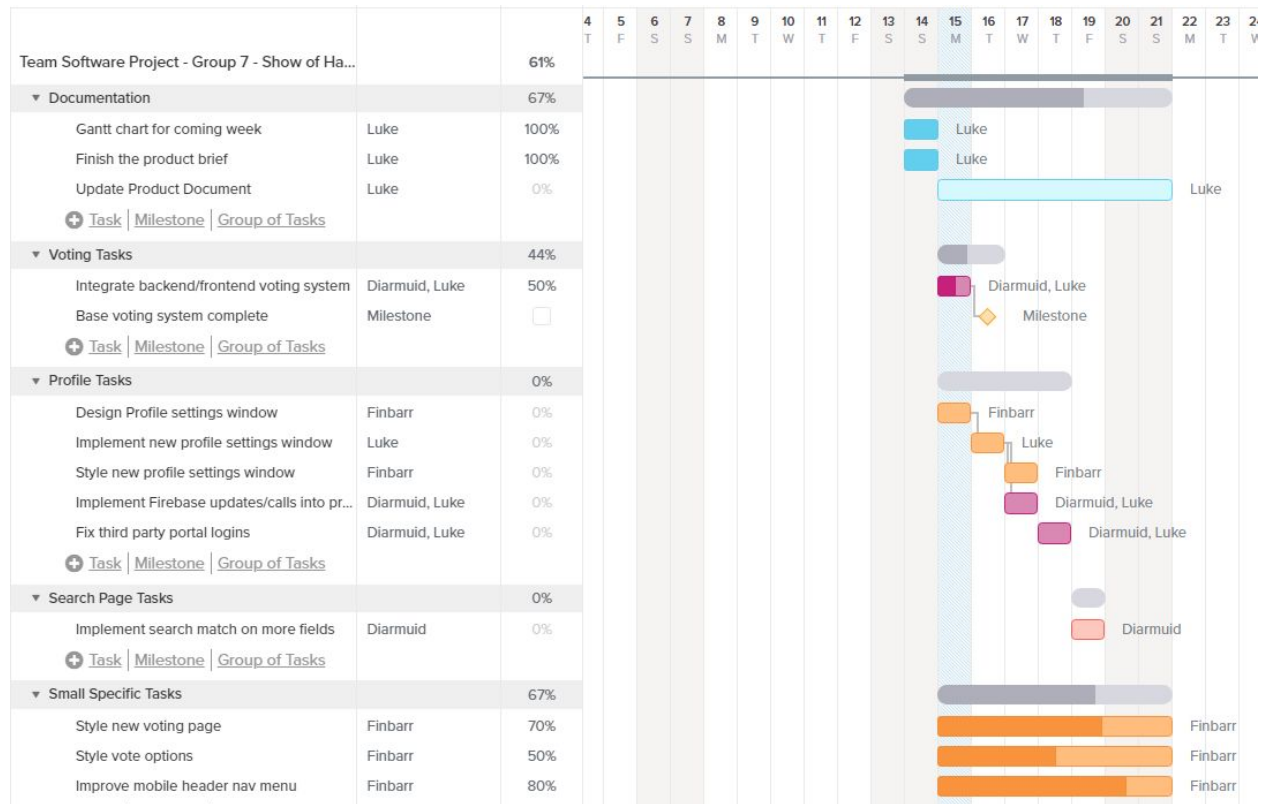 4 5 6 7 8 9 10 11 12 13 14 15 16 17 18 19 20 21 22 23 24
T F S S M T W T F S S M T W T F S S M T W
Team Software Project - Group 7 - Show of Ha... 61%
Documentation 67%
Gantt chart for coming week Luke 100% Luke
Finish the product brief Luke 100% Luke
Update Product Document Luke 0% Luke
Task Milestone Group of Tasks
Voting Tasks 44%
Integrate backend/frontend voting system Diarmuid, Luke 50% Diarmuid, Luke
Base voting system complete Milestone Milestone
Task Milestone Group of Tasks
Profile Tasks 0%
Design Profile settings window Finbarr 0% Finbarr
Implement new profile settings window Luke 0% Luke
Style new profile settings window Finbarr 0% Finbarr
Implement Firebase updates/calls into pr... Diarmuid, Luke 0% Diarmuid, Luke
Fix third party portal logins Diarmuid, Luke 0% Diarmuid, Luke
Task Milestone Group of Tasks
Search Page Tasks 0%
Implement search match on more fields Diarmuid 0% Diarmuid
Task Milestone Group of Tasks
Small Specific Tasks 67%
Style new voting page Finbarr 70% Finbarr
Style vote options Finbarr 50% Finbarr
Improve mobile header nav menu Finbarr 80% Finbarr